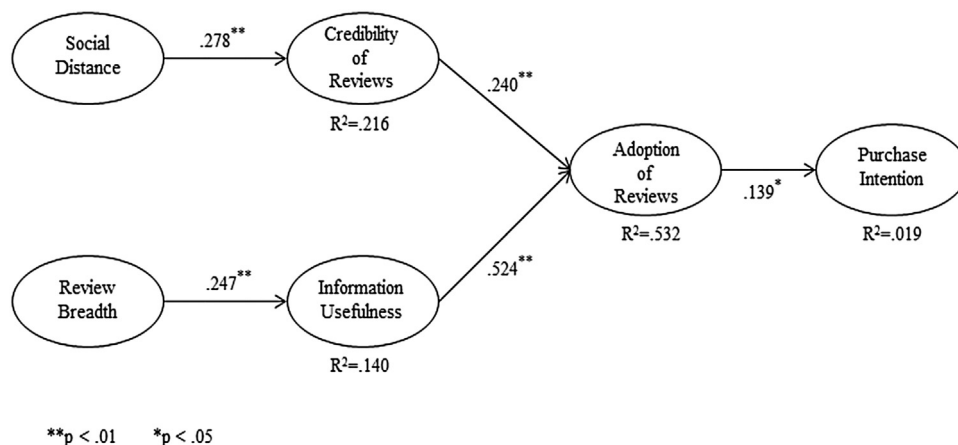 Social
Distance
.278**
Credibility
of
Reviews
R²=.216
.240**
Adoption
of
Reviews
R²=.532
.139*
Purchase
Intention
R²=.019
Review
Breadth
.247**
Information
Usefulness
R²=.140
.524**
**p < .01 *p < .05